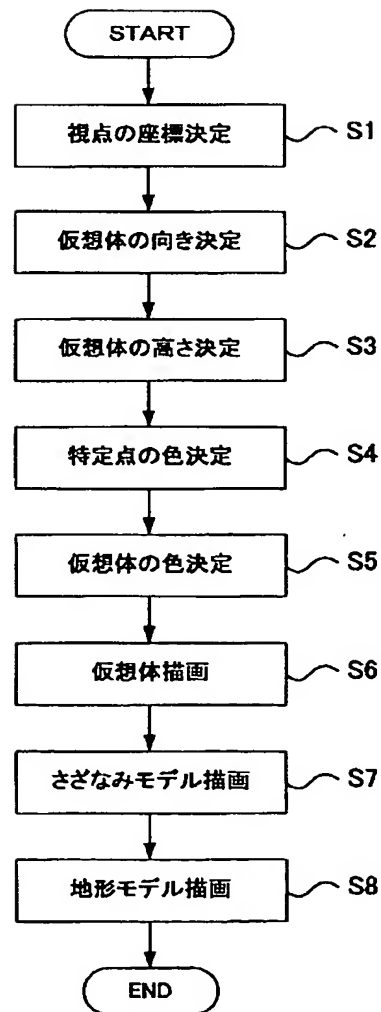 START
視点の座標決定 S1
仮想体の向き決定 S2
仮想体の高さ決定 S3
特定点の色決定 S4
仮想体の色決定 S5
仮想体描画 S6
さざなみモデル描画 S7
地形モデル描画 S8
END